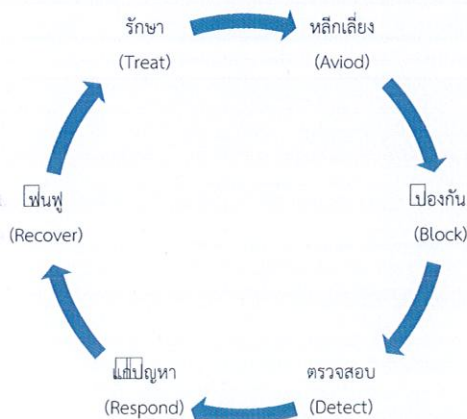 รักษา
(Treat)
หลีกเลี่ยง
(Aviod)
ป้องกัน
(Block)
ตรวจสอบ
(Detect)
แก้ปัญหา
(Respond)
ฟื้นฟู
(Recover)